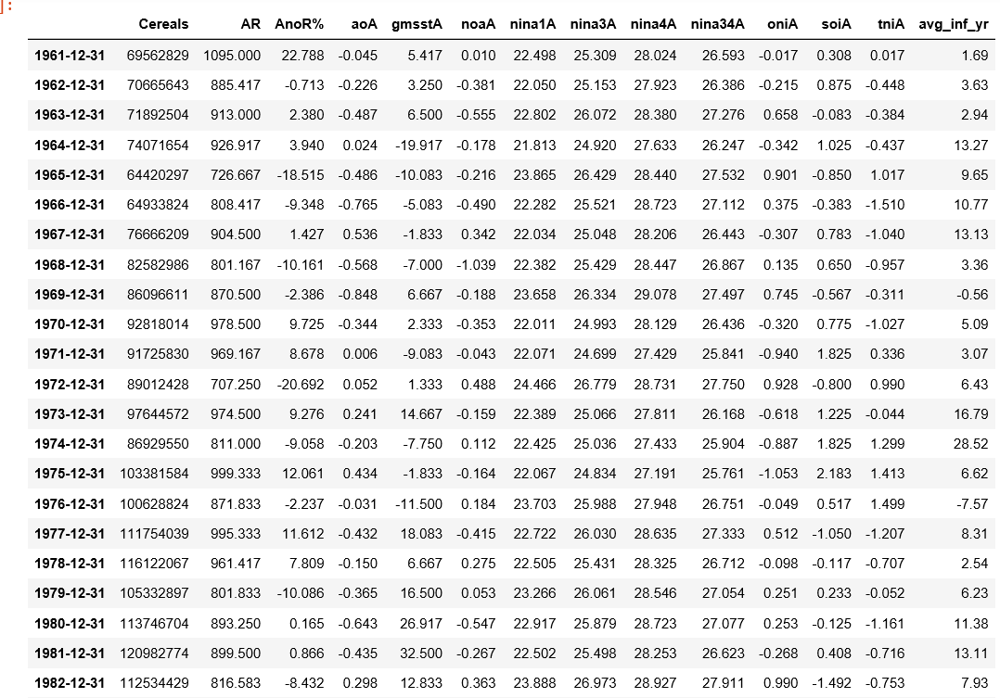 ]:
Cereals AR AnoR% aoA gmsstA noaA nina1A nina3A nina4A nina34A oniA soiA tniA avg_inf_yr
1961-12-31 69562829 1095.000 22.788 -0.045 5.417 0.010 22.498 25.309 28.024 26.593 -0.017 0.308 0.017 1.69
1962-12-31 70665643 885.417 -0.713 -0.226 3.250 -0.381 22.050 25.153 27.923 26.386 -0.215 0.875 -0.448 3.63
1963-12-31 71892504 913.000 2.380 -0.487 6.500 -0.555 22.802 26.072 28.380 27.276 0.658 -0.083 -0.384 2.94
1964-12-31 74071654 926.917 3.940 0.024 -19.917 -0.178 21.813 24.920 27.633 26.247 -0.342 1.025 -0.437 13.27
1965-12-31 64420297 726.667 -18.515 -0.486 -10.083 -0.216 23.865 26.429 28.440 27.532 0.901 -0.850 1.017 9.65
1966-12-31 64933824 808.417 -9.348 -0.765 -5.083 -0.490 22.282 25.521 28.723 27.112 0.375 -0.383 -1.510 10.77
1967-12-31 76666209 904.500 1.427 0.536 -1.833 0.342 22.034 25.048 28.206 26.443 -0.307 0.783 -1.040 13.13
1968-12-31 82582986 801.167 -10.161 -0.568 -7.000 -1.039 22.382 25.429 28.447 26.867 0.135 0.650 -0.957 3.36
1969-12-31 86096611 870.500 -2.386 -0.848 6.667 -0.188 23.658 26.334 29.078 27.497 0.745 -0.567 -0.311 -0.56
1970-12-31 92818014 978.500 9.725 -0.344 2.333 -0.353 22.011 24.993 28.129 26.436 -0.320 0.775 -1.027 5.09
1971-12-31 91725830 969.167 8.678 0.006 -9.083 -0.043 22.071 24.699 27.429 25.841 -0.940 1.825 0.336 3.07
1972-12-31 89012428 707.250 -20.692 0.052 1.333 0.488 24.466 26.779 28.731 27.750 0.928 -0.800 0.990 6.43
1973-12-31 97644572 974.500 9.276 0.241 14.667 -0.159 22.389 25.066 27.811 26.168 -0.618 1.225 -0.044 16.79
1974-12-31 86929550 811.000 -9.058 -0.203 -7.750 0.112 22.425 25.036 27.433 25.904 -0.887 1.825 1.299 28.52
1975-12-31 103381584 999.333 12.061 0.434 -1.833 -0.164 22.067 24.834 27.191 25.761 -1.053 2.183 1.413 6.62
1976-12-31 100628824 871.833 -2.237 -0.031 -11.500 0.184 23.703 25.988 27.948 26.751 -0.049 0.517 1.499 -7.57
1977-12-31 111754039 995.333 11.612 -0.432 18.083 -0.415 22.722 26.030 28.635 27.333 0.512 -1.050 -1.207 8.31
1978-12-31 116122067 961.417 7.809 -0.150 6.667 0.275 22.505 25.431 28.325 26.712 -0.098 -0.117 -0.707 2.54
1979-12-31 105332897 801.833 -10.086 -0.365 16.500 0.053 23.266 26.061 28.546 27.054 0.251 0.233 -0.052 6.23
1980-12-31 113746704 893.250 0.165 -0.643 26.917 -0.547 22.917 25.879 28.723 27.077 0.253 -0.125 -1.161 11.38
1981-12-31 120982774 899.500 0.866 -0.435 32.500 -0.267 22.502 25.498 28.253 26.623 -0.268 0.408 -0.716 13.11
1982-12-31 112534429 816.583 -8.432 0.298 12.833 0.363 23.888 26.973 28.927 27.911 0.990 -1.492 -0.753 7.93